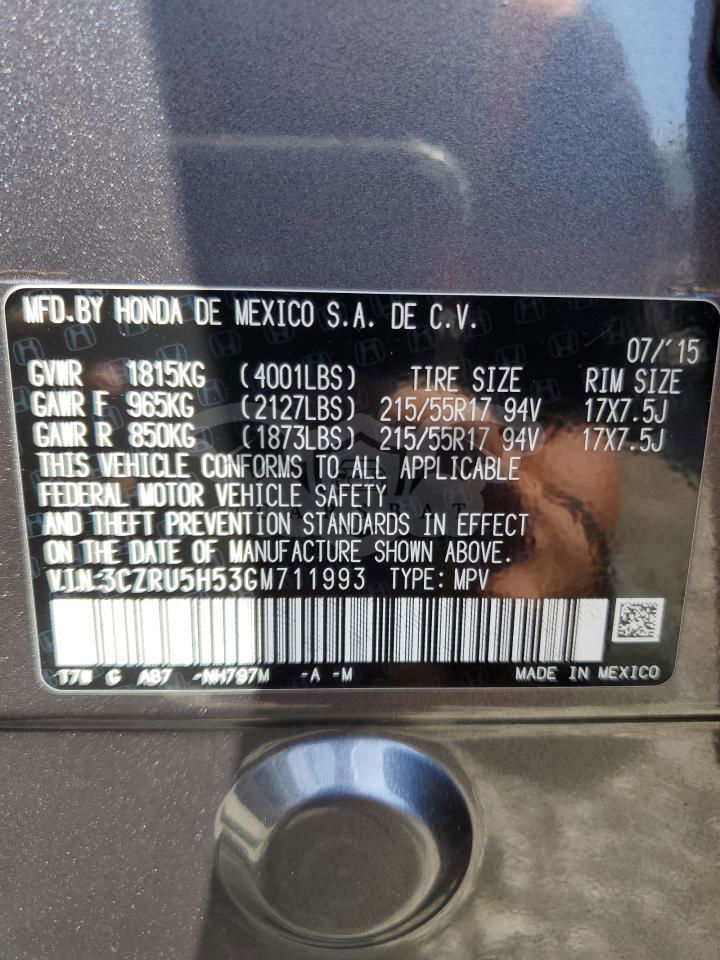 MFD.BY HONDA DE MEXICO S.A. DE C.V.
07/'15
GVWR 1815KG (4001LBS) TIRE SIZE RIM SIZE
GAWR F 965KG (2127LBS) 215/55R17 94V 17X7.5J
GAWR R 850KG (1873LBS) 215/55R17 94V 17X7.5J
THIS VEHICLE CONFORMS TO ALL APPLICABLE
FEDERAL MOTOR VEHICLE SAFETY
AND THEFT PREVENTION STANDARDS IN EFFECT
ON THE DATE OF MANUFACTURE SHOWN ABOVE.
V.I.N.3CZRU5H53GM711993 TYPE: MPV
T7W G AB7 -NH797M -A -M MADE IN MEXICO